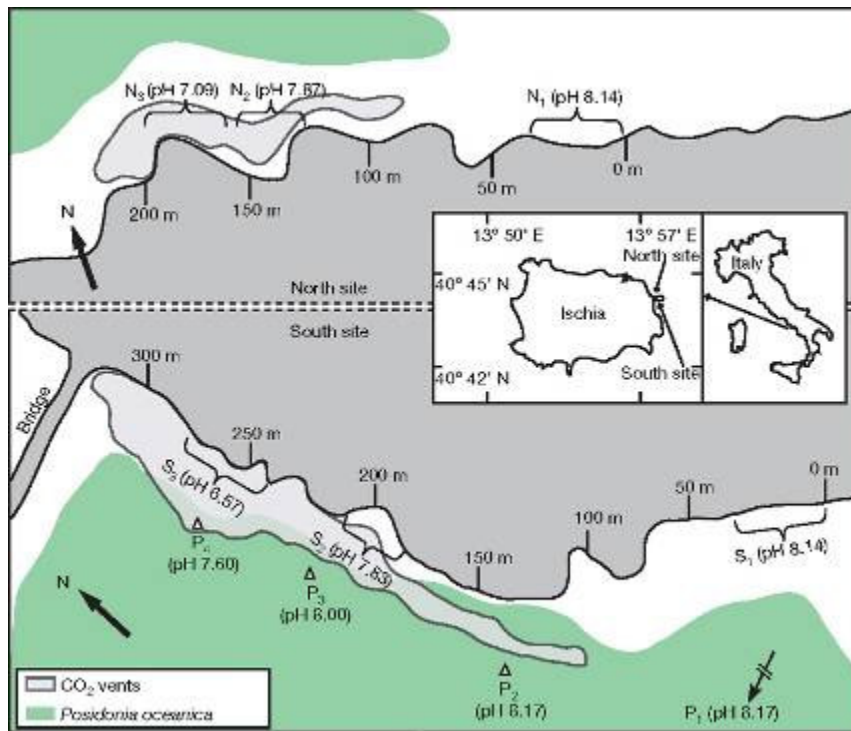 N₃ (pH 7.09)
N₂ (pH 7.87)
N₁ (pH 8.14)
200 m
150 m
100 m
50 m
0 m
N
North site
South site
13° 50' E
13° 57' E
North site
40° 45' N
Ischia
40° 42' N
South site
Italy
Bridge
300 m
250 m
200 m
150 m
100 m
50 m
0 m
S₃ (pH 6.57)
S₂ (pH 7.83)
S₁ (pH 8.14)
P₄
(pH 7.60)
P₃
(pH 8.00)
P₂
(pH 8.17)
P₁ (pH 8.17)
N
CO₂ vents
Posidonia oceanica